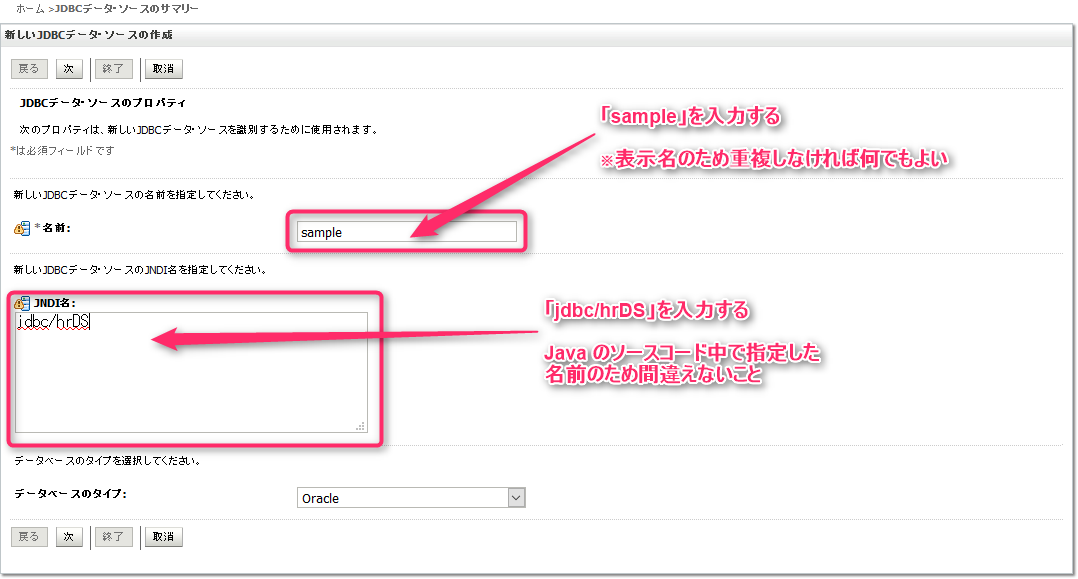 ホーム >JDBCデータ・ソースのサマリー
新しいJDBCデータ・ソースの作成
戻る 次 終了 取消
JDBCデータ・ソースのプロパティ
次のプロパティは、新しいJDBCデータ・ソースを識別するために使用されます。
*は必須フィールドです
「sample」を入力する
※表示名のため重複しなければ何でもよい
新しいJDBCデータ・ソースの名前を指定してください。
*名前:
sample
新しいJDBCデータ・ソースのJNDI名を指定してください。
JNDI名:
jdbc/hrDS
「jdbc/hrDS」を入力する
Java のソースコード中で指定した
名前のため間違えないこと
データベースのタイプを選択してください。
データベースのタイプ:
Oracle
戻る 次 終了 取消